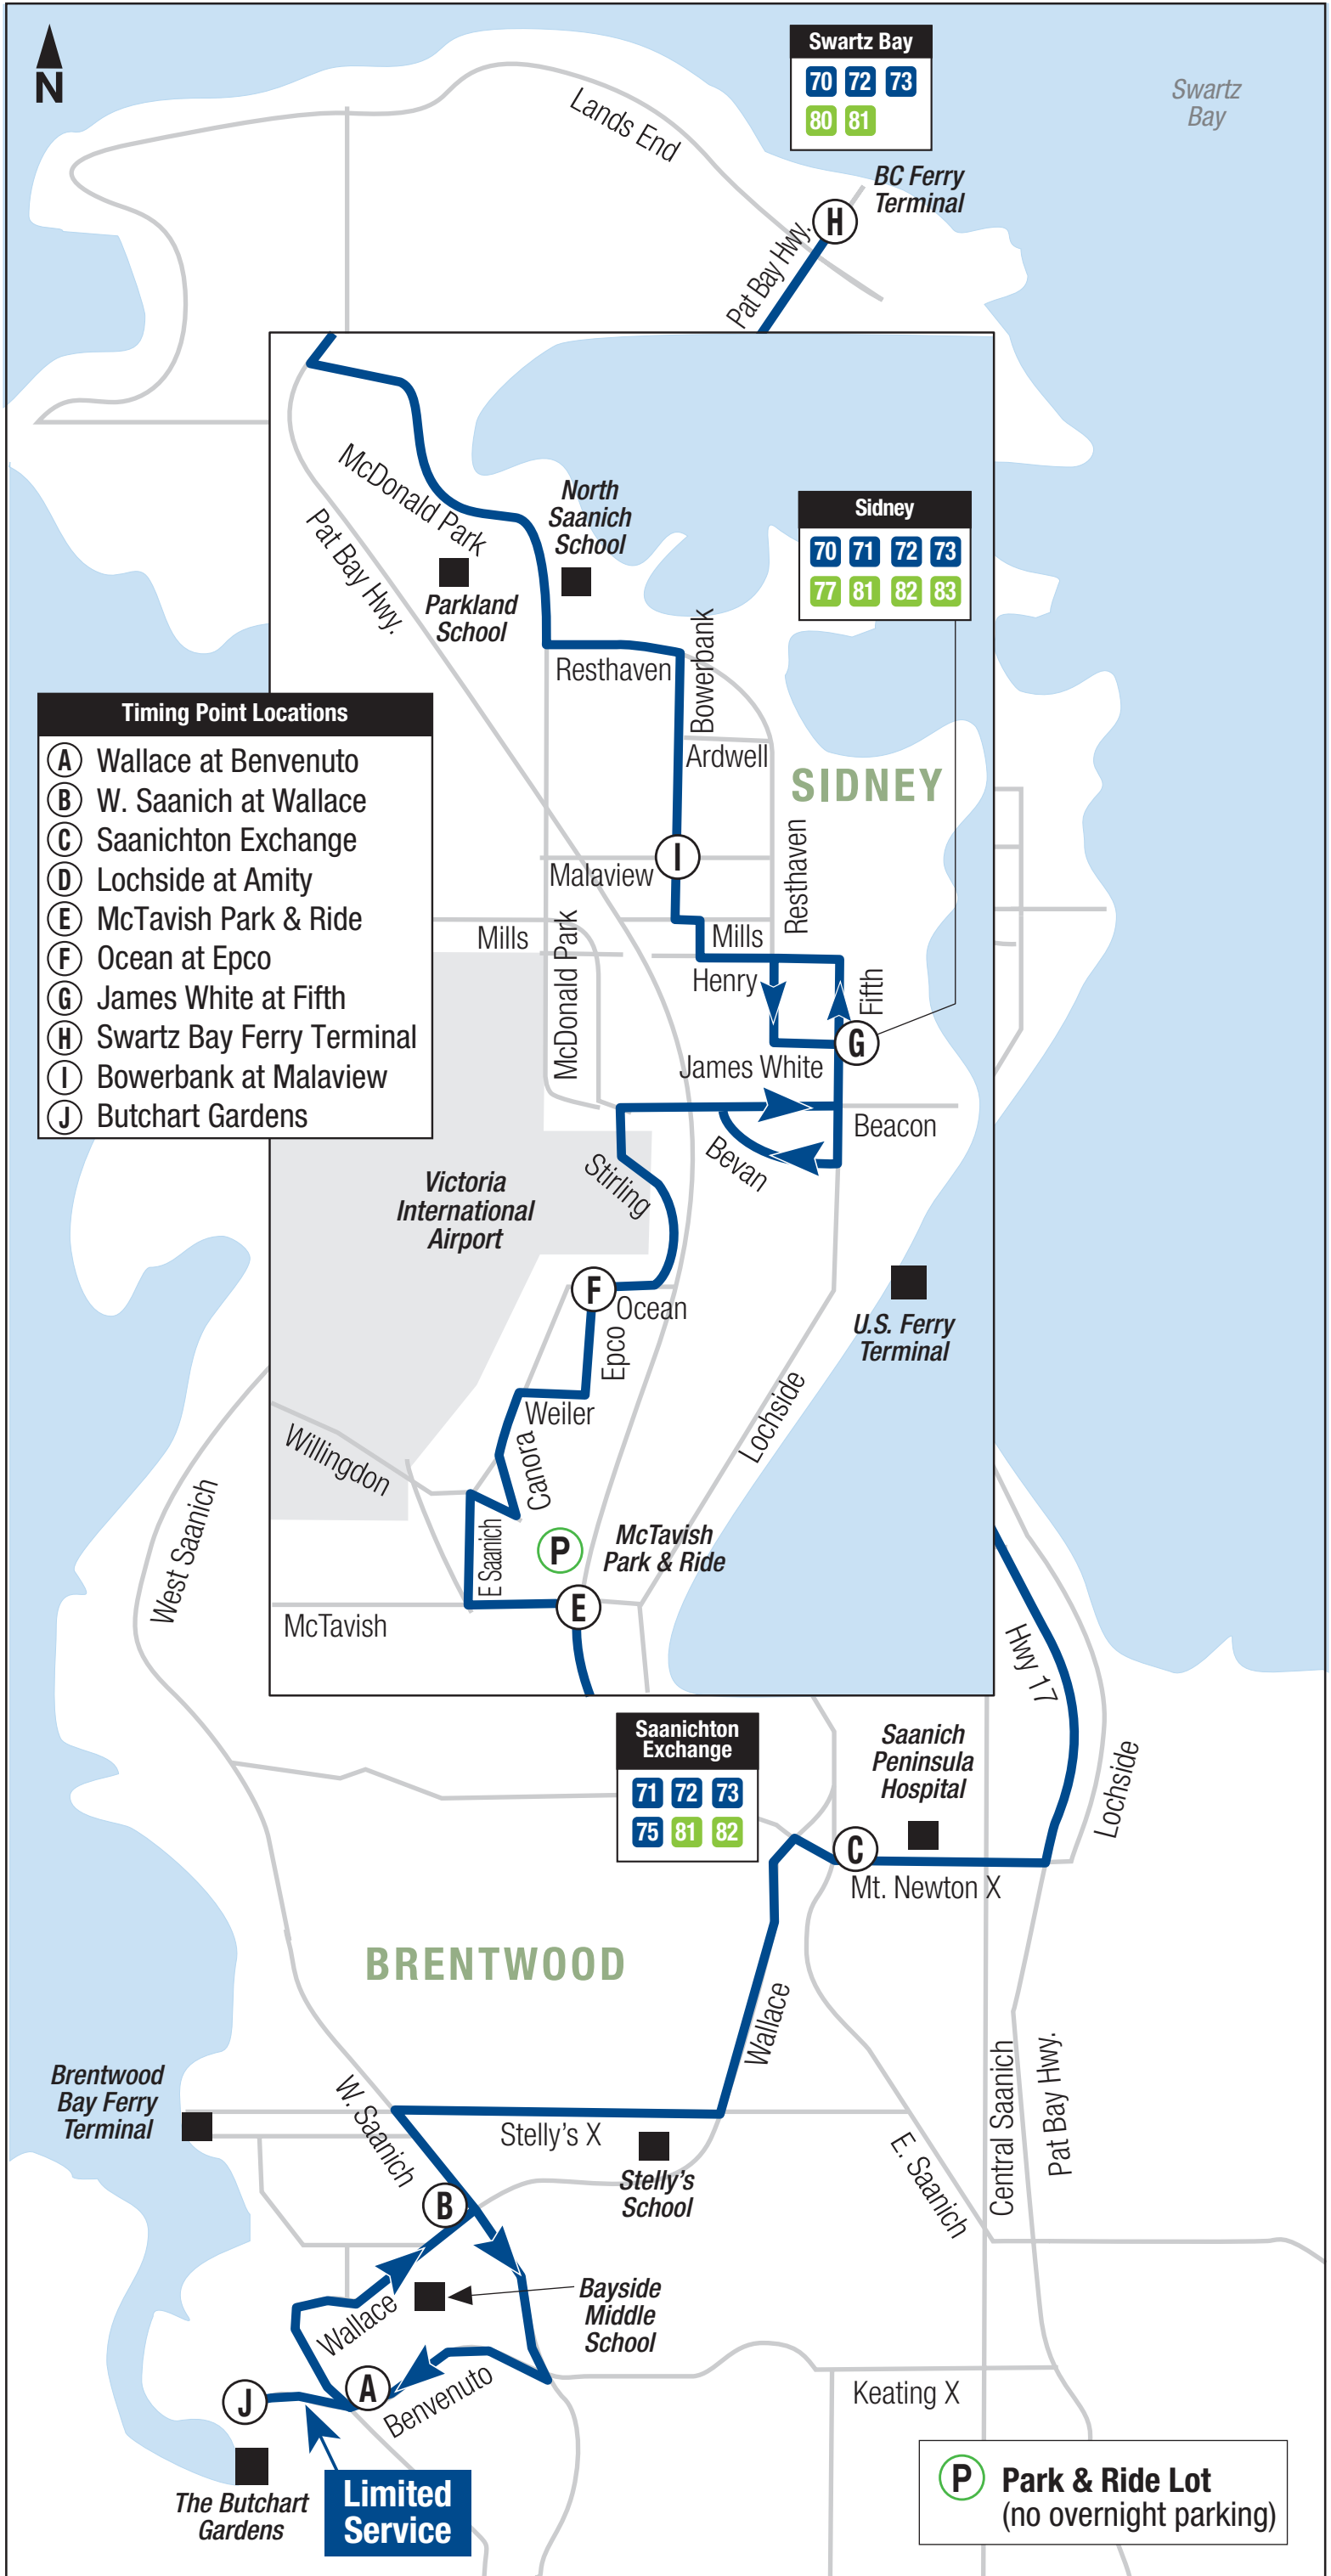 N
Swartz Bay
70 72 73
80 81
Swartz
Bay
Lands End
BC Ferry
Terminal
H
Pat Bay Hwy.
McDonald Park
North
Saanich
School
Pat Bay Hwy.
Parkland
School
Sidney
70 71 72 73
77 81 82 83
Resthaven
Bowerbank
Ardwell
SIDNEY
Timing Point Locations
A Wallace at Benvenuto
B W. Saanich at Wallace
C Saanichton Exchange
D Lochside at Amity
E McTavish Park & Ride
F Ocean at Epco
G James White at Fifth
H Swartz Bay Ferry Terminal
I Bowerbank at Malaview
J Butchart Gardens
I
Malaview
Resthaven
Mills
McDonald Park
Mills
Henry
Fifth
G
James White
Beacon
Bevan
Stirling
Victoria
International
Airport
F
Ocean
Epco
U.S. Ferry
Terminal
Weiler
Lochside
Willingdon
Canora
West Saanich
E Saanich
P
McTavish
Park & Ride
E
McTavish
Hwy 17
Saanichton
Exchange
71 72 73
75 81 82
Saanich
Peninsula
Hospital
Lochside
C
Mt. Newton X
BRENTWOOD
Wallace
Brentwood
Bay Ferry
Terminal
W. Saanich
Stelly's X
Stelly's
School
E. Saanich
Central Saanich
Pat Bay Hwy.
B
Bayside
Middle
School
Wallace
A
J
Benvenuto
Keating X
The Butchart
Gardens
Limited
Service
P Park & Ride Lot
(no overnight parking)